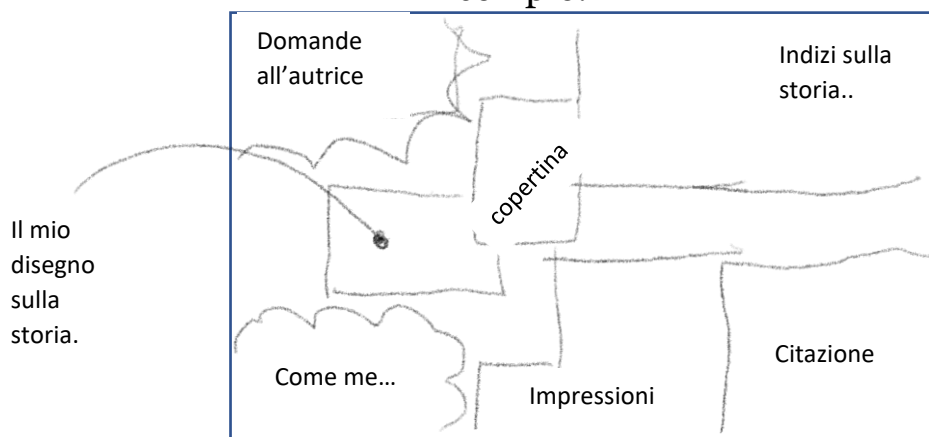 Domande
all'autrice
Indizi sulla
storia..
copertina
Il mio
disegno
sulla
storia.
Come me...
Impressioni
Citazione